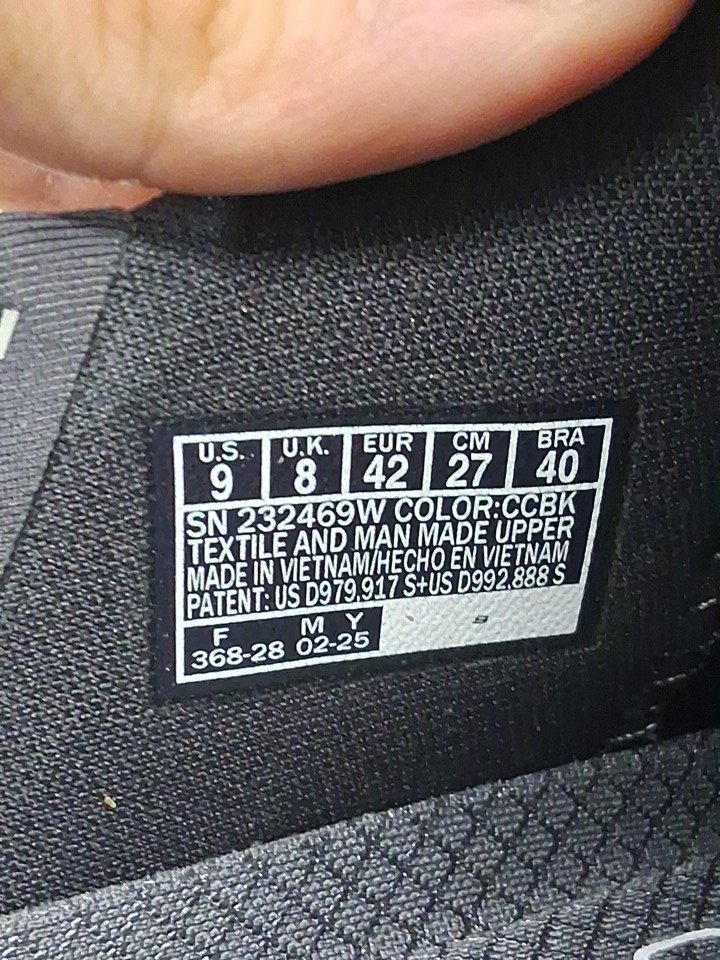 U.S. U.K. EUR CM BRA
9 8 42 27 40
SN 232469W COLOR:CCBK
TEXTILE AND MAN MADE UPPER
MADE IN VIETNAM/HECHO EN VIETNAM
PATENT: US D979,917 S+US D992,888 S
F M Y
368-28 02-25